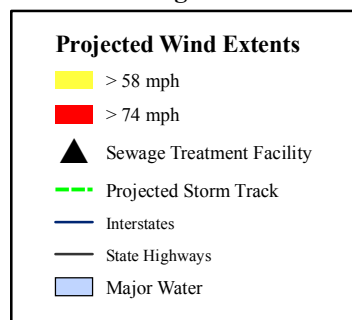 Projected Wind Extents
> 58 mph
> 74 mph
Sewage Treatment Facility
Projected Storm Track
Interstates
State Highways
Major Water